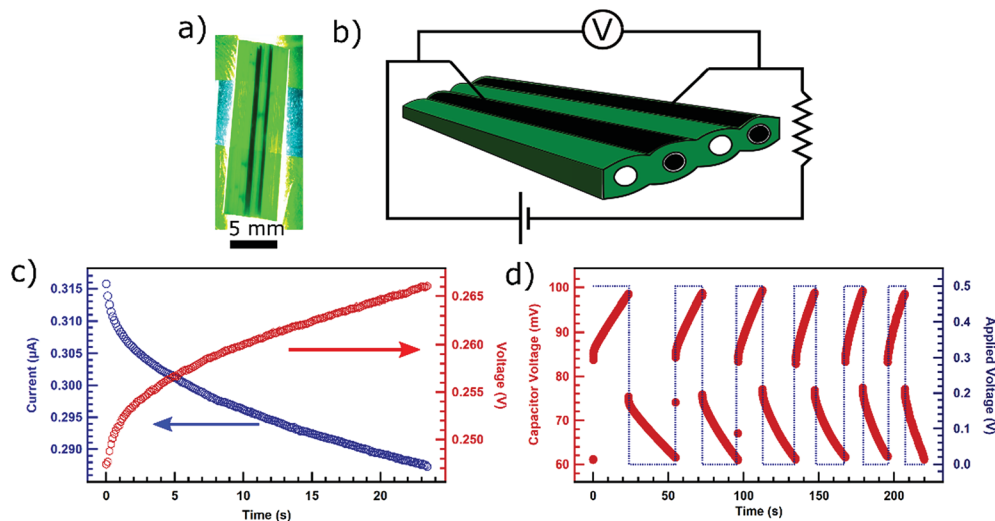 a)
5 mm
b)
V
c)
0.315
0.310
0.305
0.300
0.295
0.290
Current (µA)
0
5
10
15
20
Time (s)
0.265
0.260
0.255
0.250
Voltage (V)
d)
100
90
80
70
60
Capacitor Voltage (mV)
0
50
100
150
200
Time (s)
0.5
0.4
0.3
0.2
0.1
0.0
Applied Voltage (V)